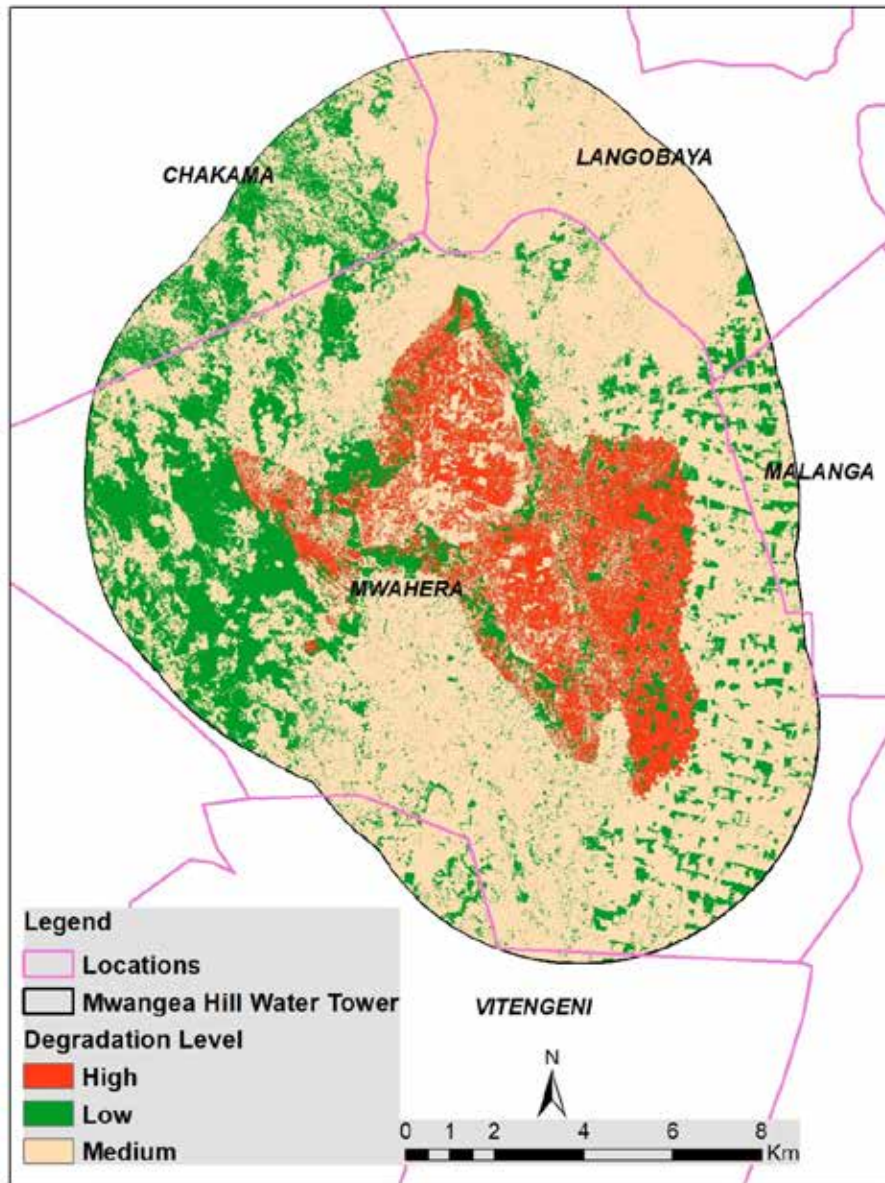 LANGOBAYA
CHAKAMA
MALANGA
MWAHERA
Legend
Locations
Mwangea Hill Water Tower
Degradation Level
High
Low
Medium
VITENGENI
N
0 1 2 4 6 8
Km